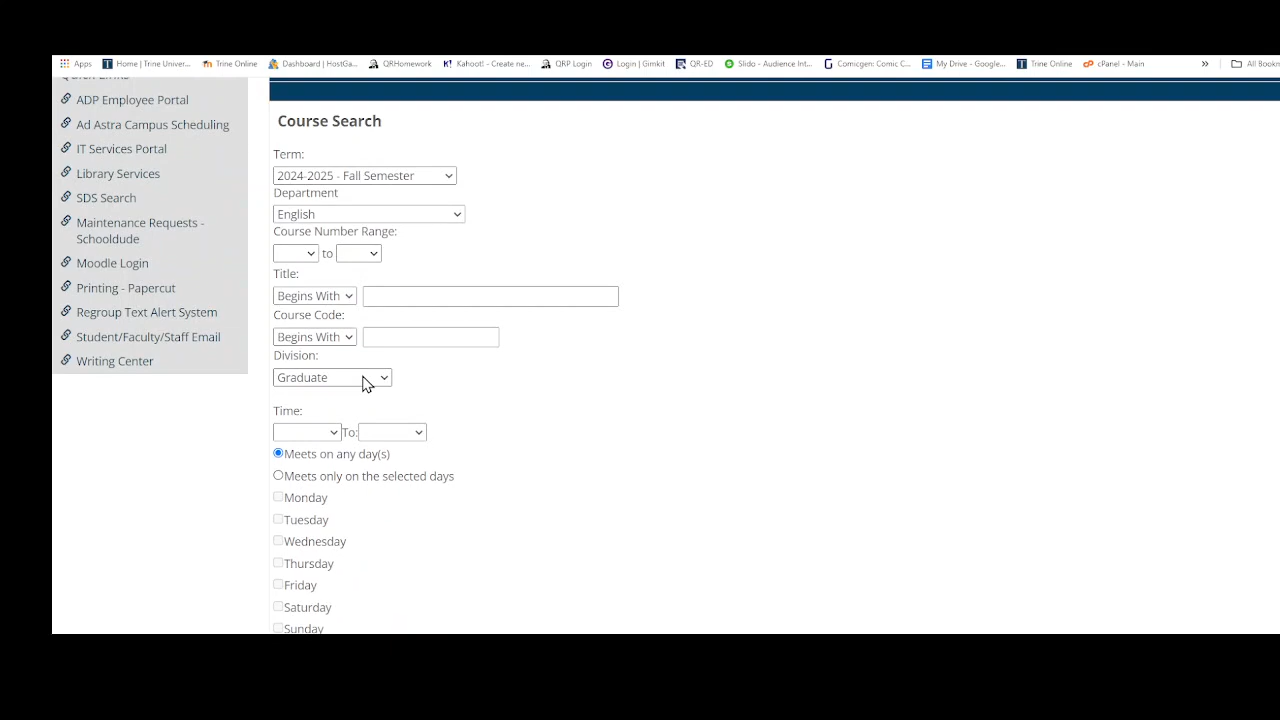 Apps Home | Trine Univer... Trine Online Dashboard | HostGa... QRHomework K! Kahoot! - Create ne... QRP Login Login | Gimkit QR-ED Slido - Audience Int... Comicgen: Comic C... My Drive - Google... Trine Online cPanel - Main » All Bookm
Quick Links
ADP Employee Portal
Ad Astra Campus Scheduling
IT Services Portal
Library Services
SDS Search
Maintenance Requests -
Schooldude
Moodle Login
Printing - Papercut
Regroup Text Alert System
Student/Faculty/Staff Email
Writing Center
Course Search
Term:
2024-2025 - Fall Semester
Department
English
Course Number Range:
to
Title:
Begins With
Course Code:
Begins With
Division:
Graduate
Time:
To:
Meets on any day(s)
Meets only on the selected days
Monday
Tuesday
Wednesday
Thursday
Friday
Saturday
Sunday